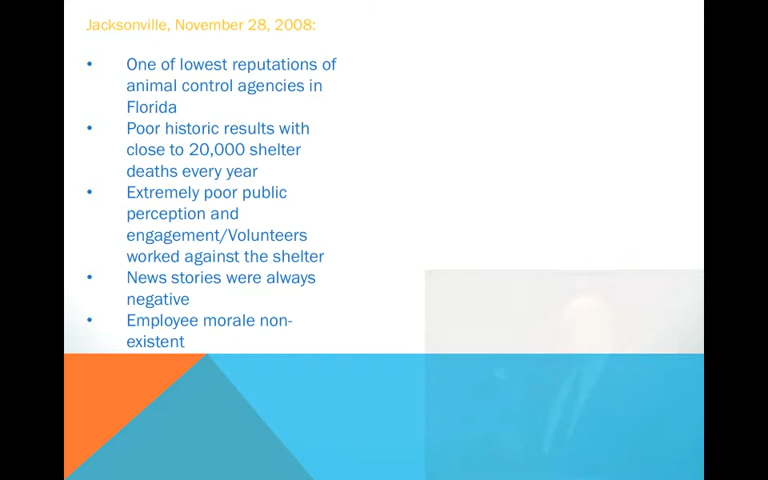 Jacksonville, November 28, 2008:
• One of lowest reputations of
animal control agencies in
Florida
• Poor historic results with
close to 20,000 shelter
deaths every year
• Extremely poor public
perception and
engagement/Volunteers
worked against the shelter
• News stories were always
negative
• Employee morale non-
existent